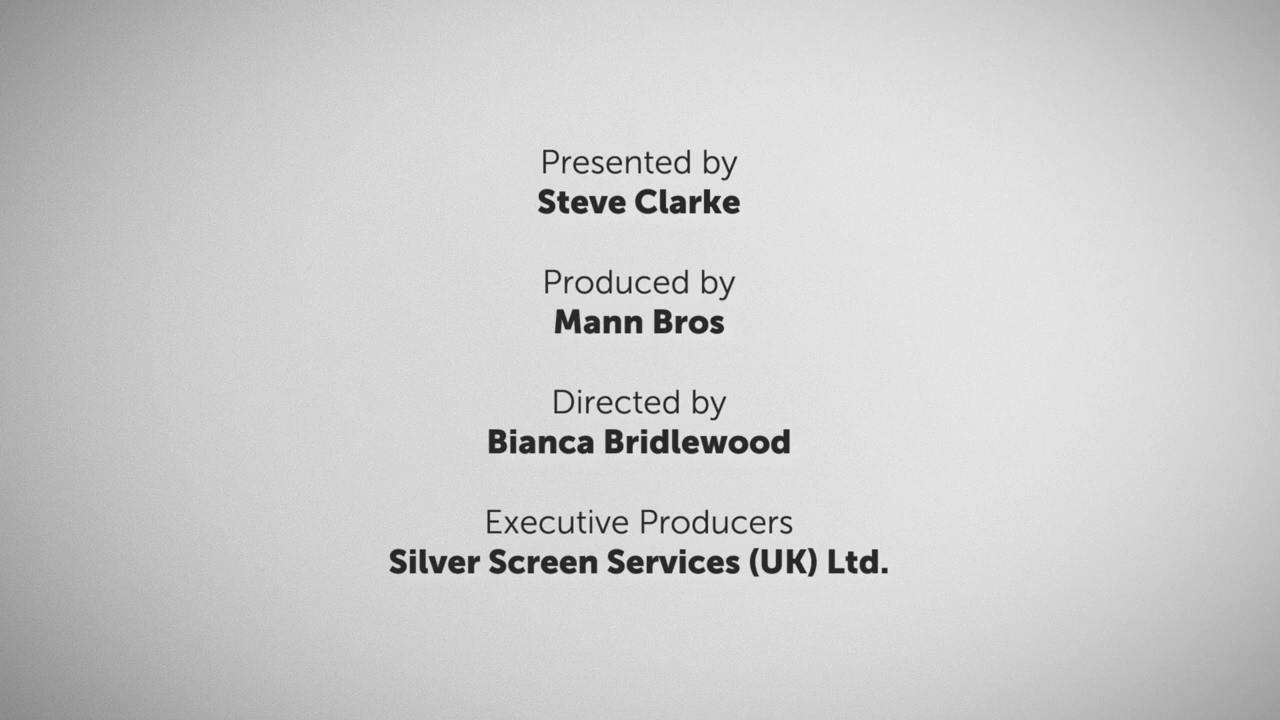 Presented by
Steve Clarke
Produced by
Mann Bros
Directed by
Bianca Bridlewood
Executive Producers
Silver Screen Services (UK) Ltd.